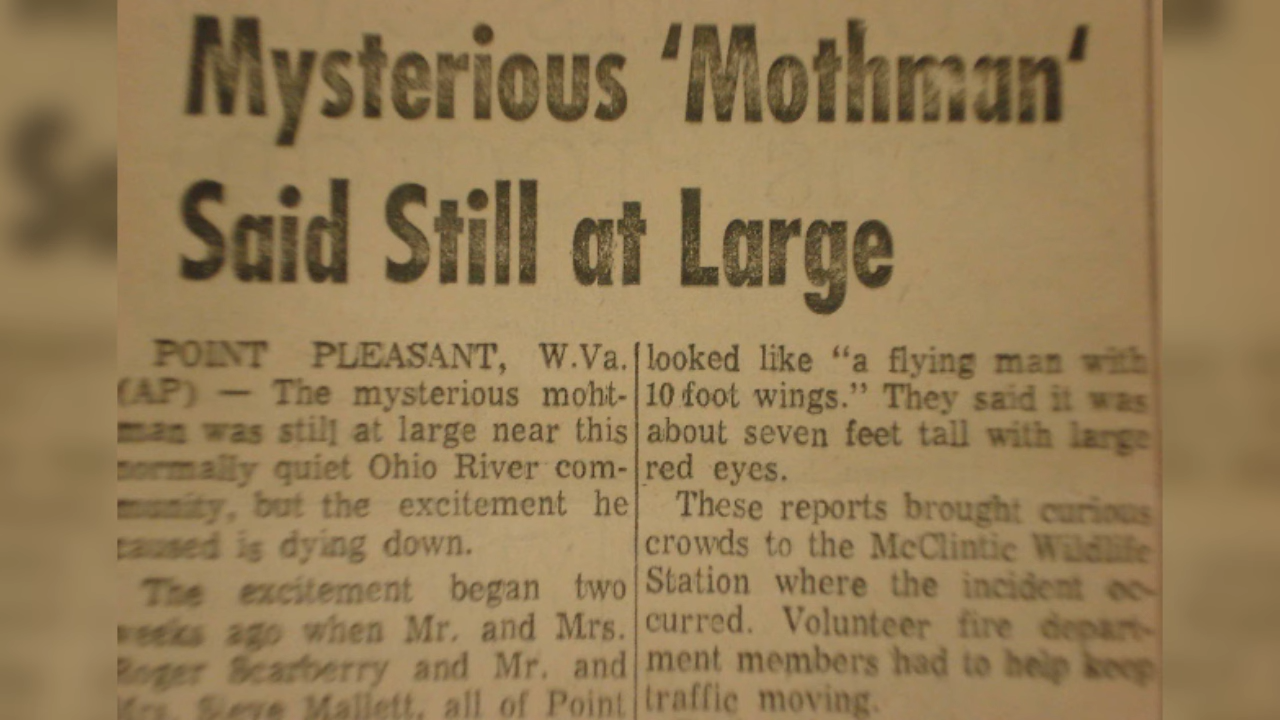 Mysterious 'Mothman'
Said Still at Large
POINT PLEASANT, W.Va.
(AP) — The mysterious moht-
man was still at large near this
normally quiet Ohio River com-
munity, but the excitement he
caused is dying down.
The excitement began two
weeks ago when Mr. and Mrs.
Roger Scarberry and Mr. and
Mrs. Steve Mallett, all of Point
looked like "a flying man with
10 foot wings." They said it was
about seven feet tall with large
red eyes.
These reports brought curious
crowds to the McClintic Wildlife
Station where the incident oc-
curred. Volunteer fire depart-
ment members had to help keep
traffic moving.